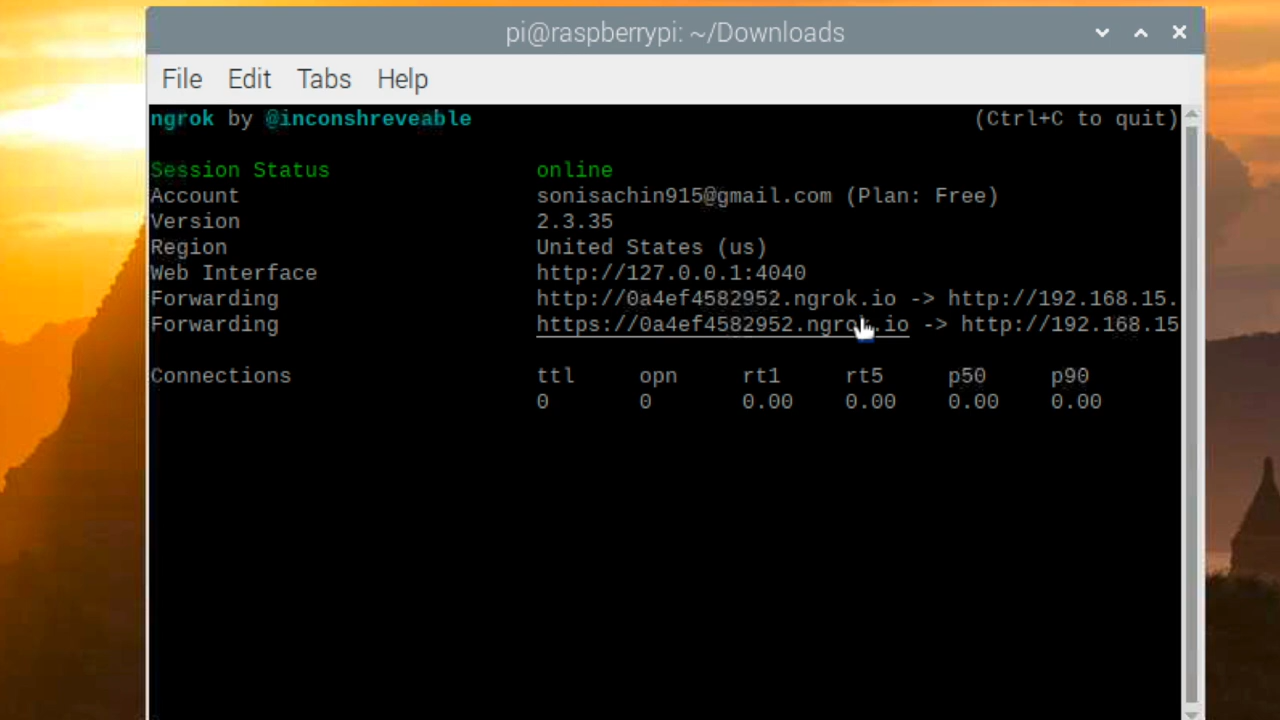 pi@raspberrypi: ~/Downloads
File Edit Tabs Help
ngrok by @inconshreveable (Ctrl+C to quit)
Session Status online
Account sonisachin915@gmail.com (Plan: Free)
Version 2.3.35
Region United States (us)
Web Interface http://127.0.0.1:4040
Forwarding http://0a4ef4582952.ngrok.io -> http://192.168.15.
Forwarding https://0a4ef4582952.ngrok.io -> http://192.168.15
Connections ttl opn rt1 rt5 p50 p90
0 0 0.00 0.00 0.00 0.00